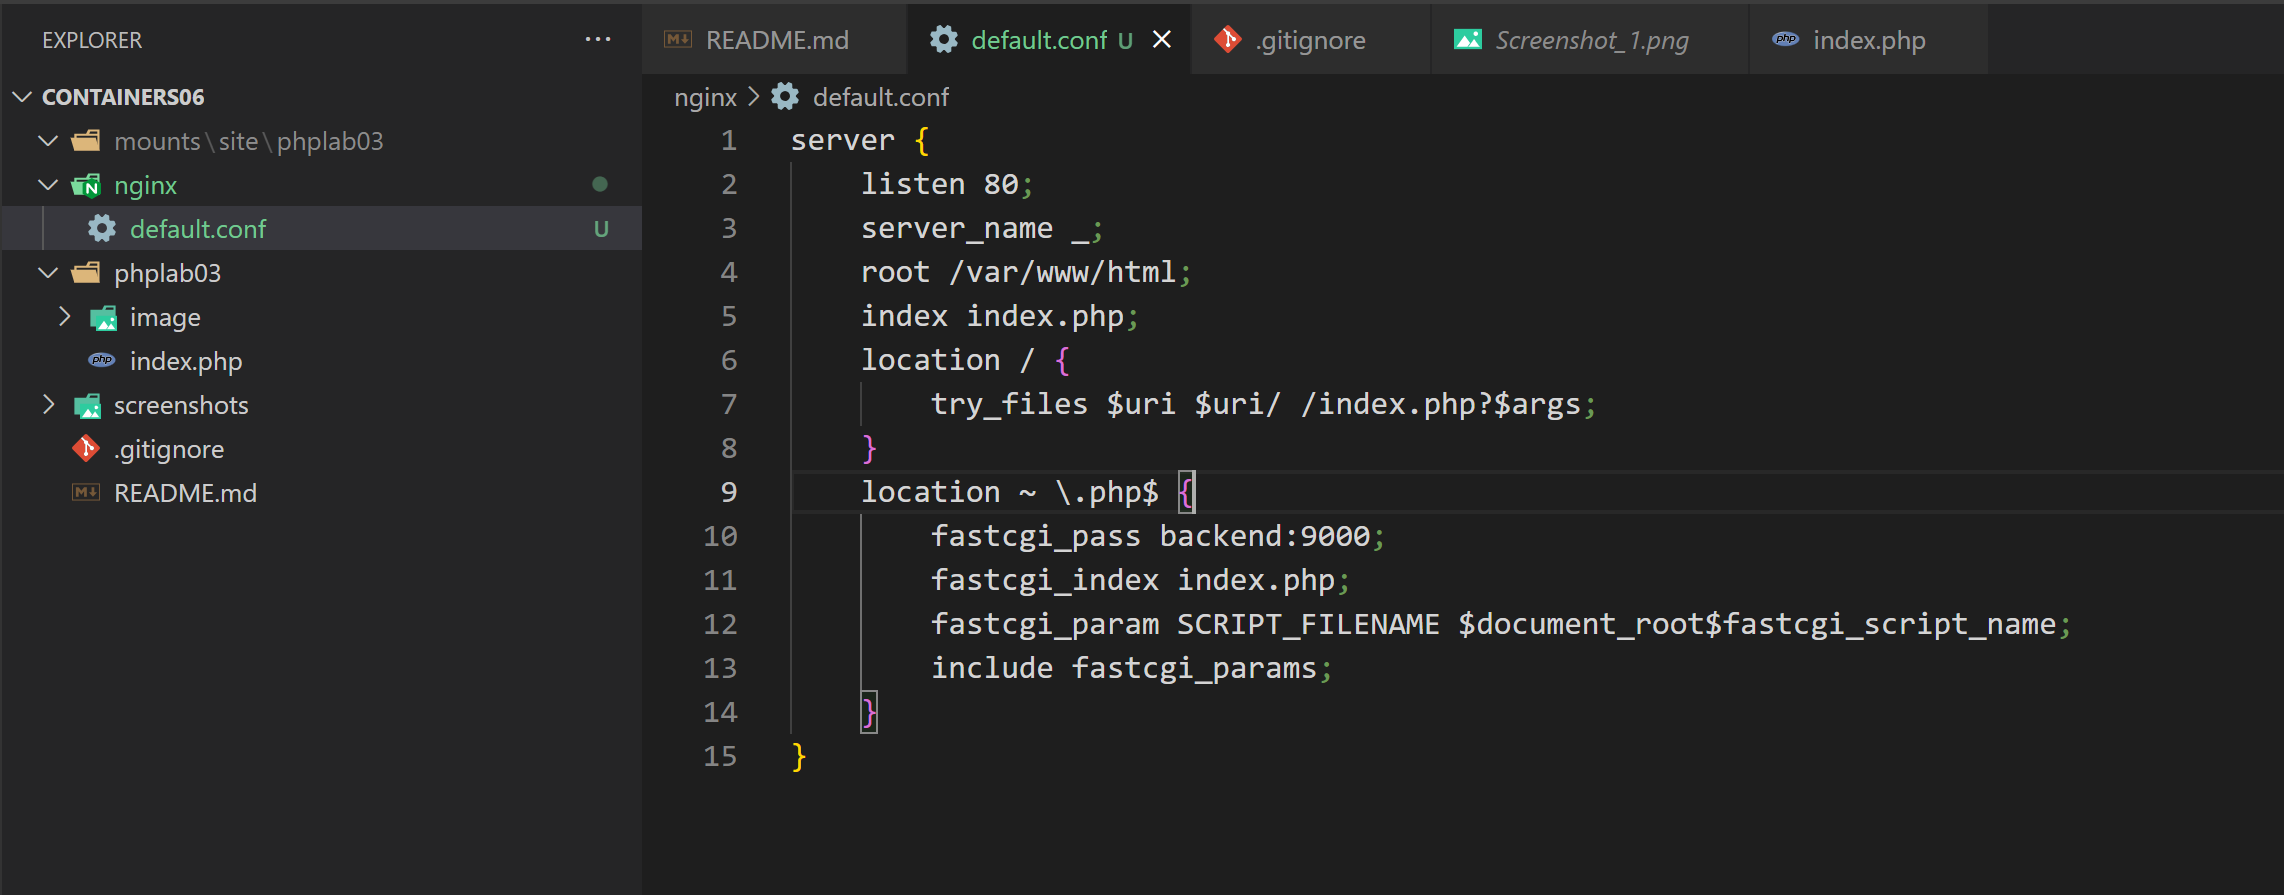 EXPLORER ···
CONTAINERS06
mounts\site\phplab03
nginx
default.conf U
phplab03
image
php index.php
screenshots
.gitignore
M↓ README.md
M↓ README.md
default.conf U
.gitignore
Screenshot_1.png
php index.php
nginx > default.conf
1 server {
2     listen 80;
3     server_name _;
4     root /var/www/html;
5     index index.php;
6     location / {
7         try_files $uri $uri/ /index.php?$args;
8     }
9     location ~ \.php$ {
10         fastcgi_pass backend:9000;
11         fastcgi_index index.php;
12         fastcgi_param SCRIPT_FILENAME $document_root$fastcgi_script_name;
13         include fastcgi_params;
14     }
15 }